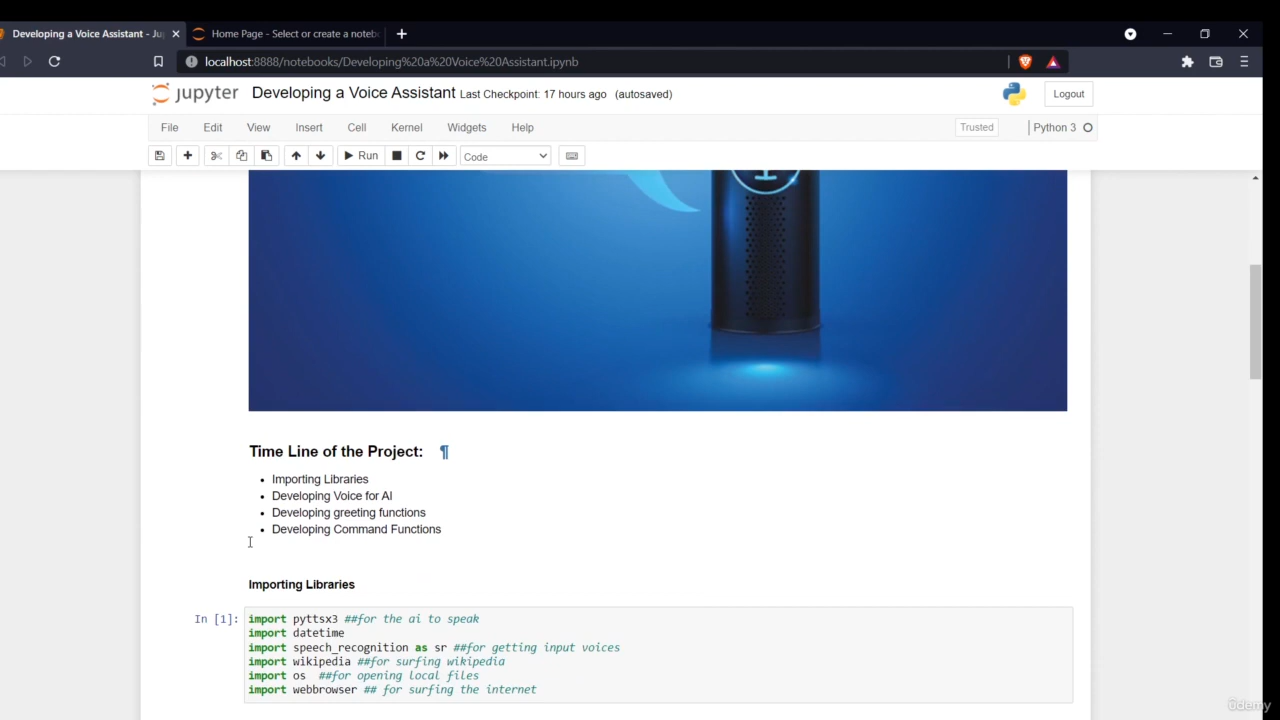 Developing a Voice Assistant - Ju
Home Page - Select or create a noteb
localhost:8888/notebooks/Developing%20a%20Voice%20Assistant.ipynb
jupyter Developing a Voice Assistant Last Checkpoint: 17 hours ago (autosaved)
Logout
File Edit View Insert Cell Kernel Widgets Help
Trusted
Python 3
Run
Code
Time Line of the Project: ¶
• Importing Libraries
• Developing Voice for AI
• Developing greeting functions
• Developing Command Functions
Importing Libraries
In [1]:
import pyttsx3 ##for the ai to speak
import datetime
import speech_recognition as sr ##for getting input voices
import wikipedia ##for surfing wikipedia
import os  ##for opening local files
import webbrowser ## for surfing the internet
ûdemy